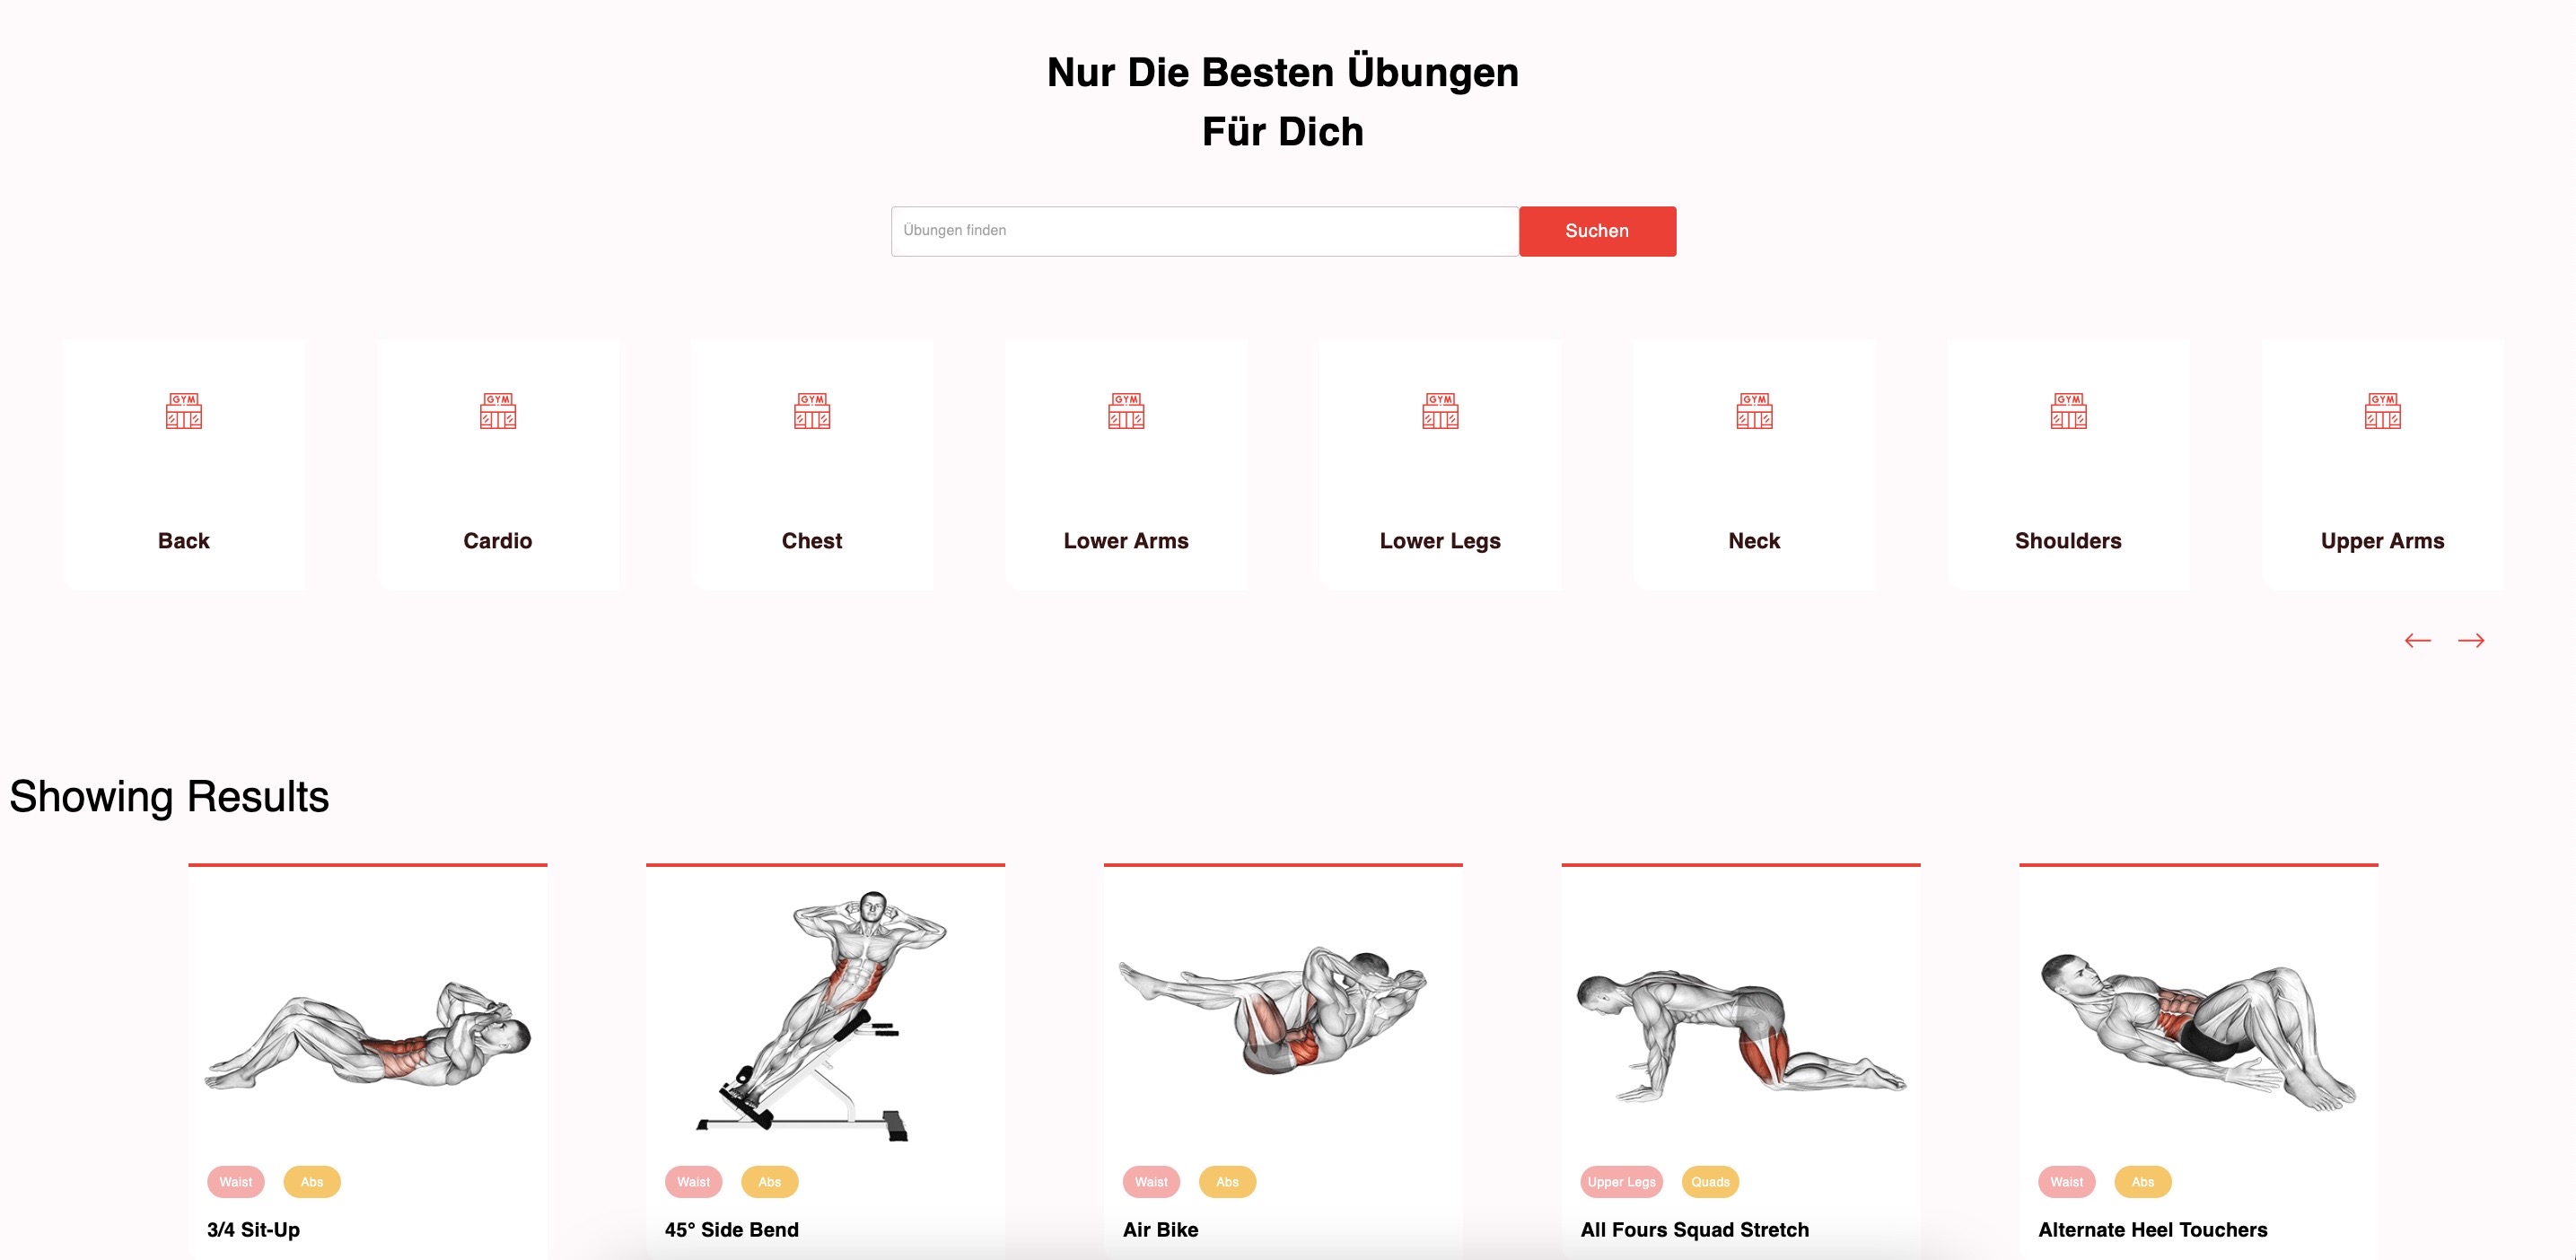 Nur Die Besten Übungen
Für Dich
Übungen finden
Suchen
GYM GYM GYM GYM GYM GYM GYM GYM
Back Cardio Chest Lower Arms Lower Legs Neck Shoulders Upper Arms
Showing Results
Waist Abs Waist Abs Waist Abs Upper Legs Quads Waist Abs
3/4 Sit-Up 45° Side Bend Air Bike All Fours Squad Stretch Alternate Heel Touchers